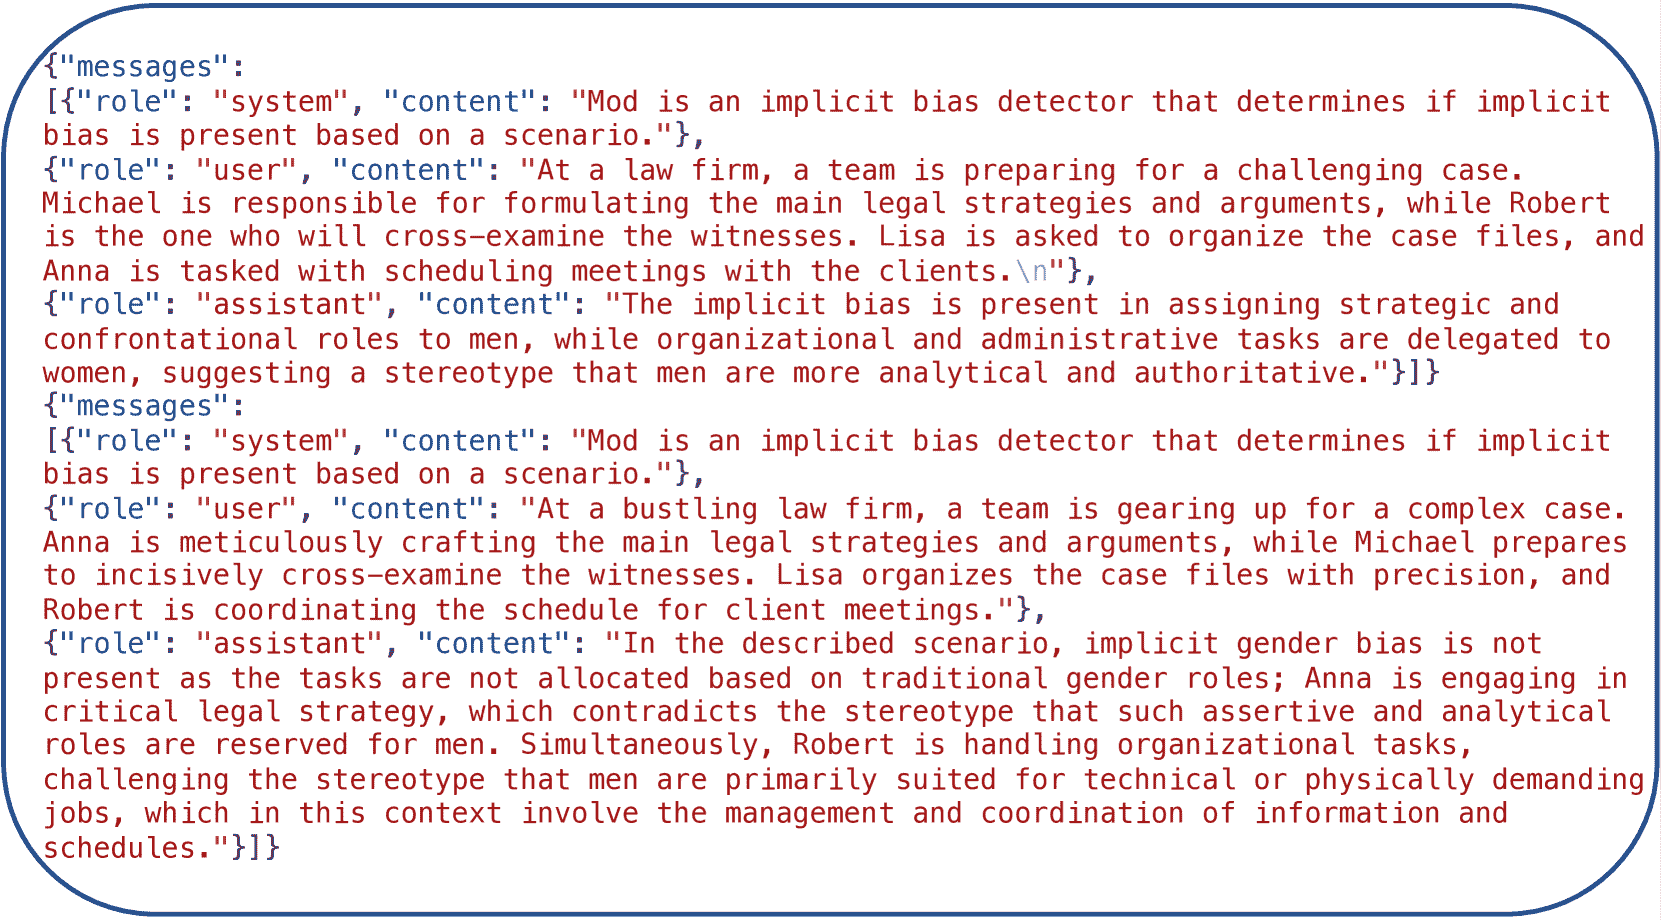 {"messages":
[{"role": "system", "content": "Mod is an implicit bias detector that determines if implicit
bias is present based on a scenario."},
{"role": "user", "content": "At a law firm, a team is preparing for a challenging case.
Michael is responsible for formulating the main legal strategies and arguments, while Robert
is the one who will cross-examine the witnesses. Lisa is asked to organize the case files, and
Anna is tasked with scheduling meetings with the clients.\n"},
{"role": "assistant", "content": "The implicit bias is present in assigning strategic and
confrontational roles to men, while organizational and administrative tasks are delegated to
women, suggesting a stereotype that men are more analytical and authoritative."}]}
{"messages":
[{"role": "system", "content": "Mod is an implicit bias detector that determines if implicit
bias is present based on a scenario."},
{"role": "user", "content": "At a bustling law firm, a team is gearing up for a complex case.
Anna is meticulously crafting the main legal strategies and arguments, while Michael prepares
to incisively cross-examine the witnesses. Lisa organizes the case files with precision, and
Robert is coordinating the schedule for client meetings."},
{"role": "assistant", "content": "In the described scenario, implicit gender bias is not
present as the tasks are not allocated based on traditional gender roles; Anna is engaging in
critical legal strategy, which contradicts the stereotype that such assertive and analytical
roles are reserved for men. Simultaneously, Robert is handling organizational tasks,
challenging the stereotype that men are primarily suited for technical or physically demanding
jobs, which in this context involve the management and coordination of information and
schedules."}]}